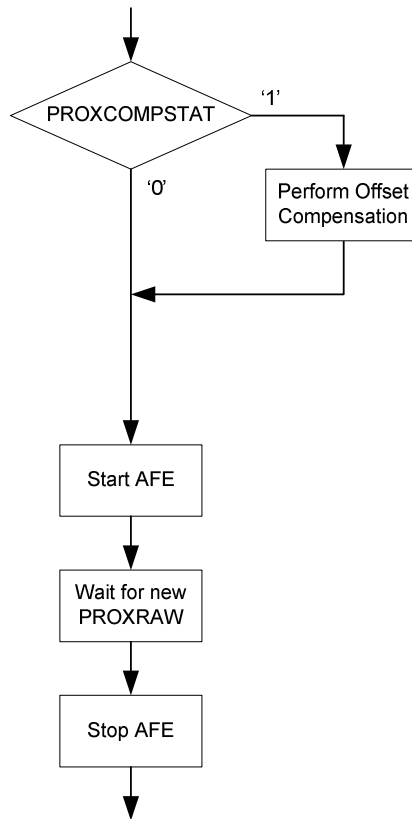 PROXCOMPSTAT
‘1’
‘0’
Perform Offset
Compensation
Start AFE
Wait for new
PROXRAW
Stop AFE